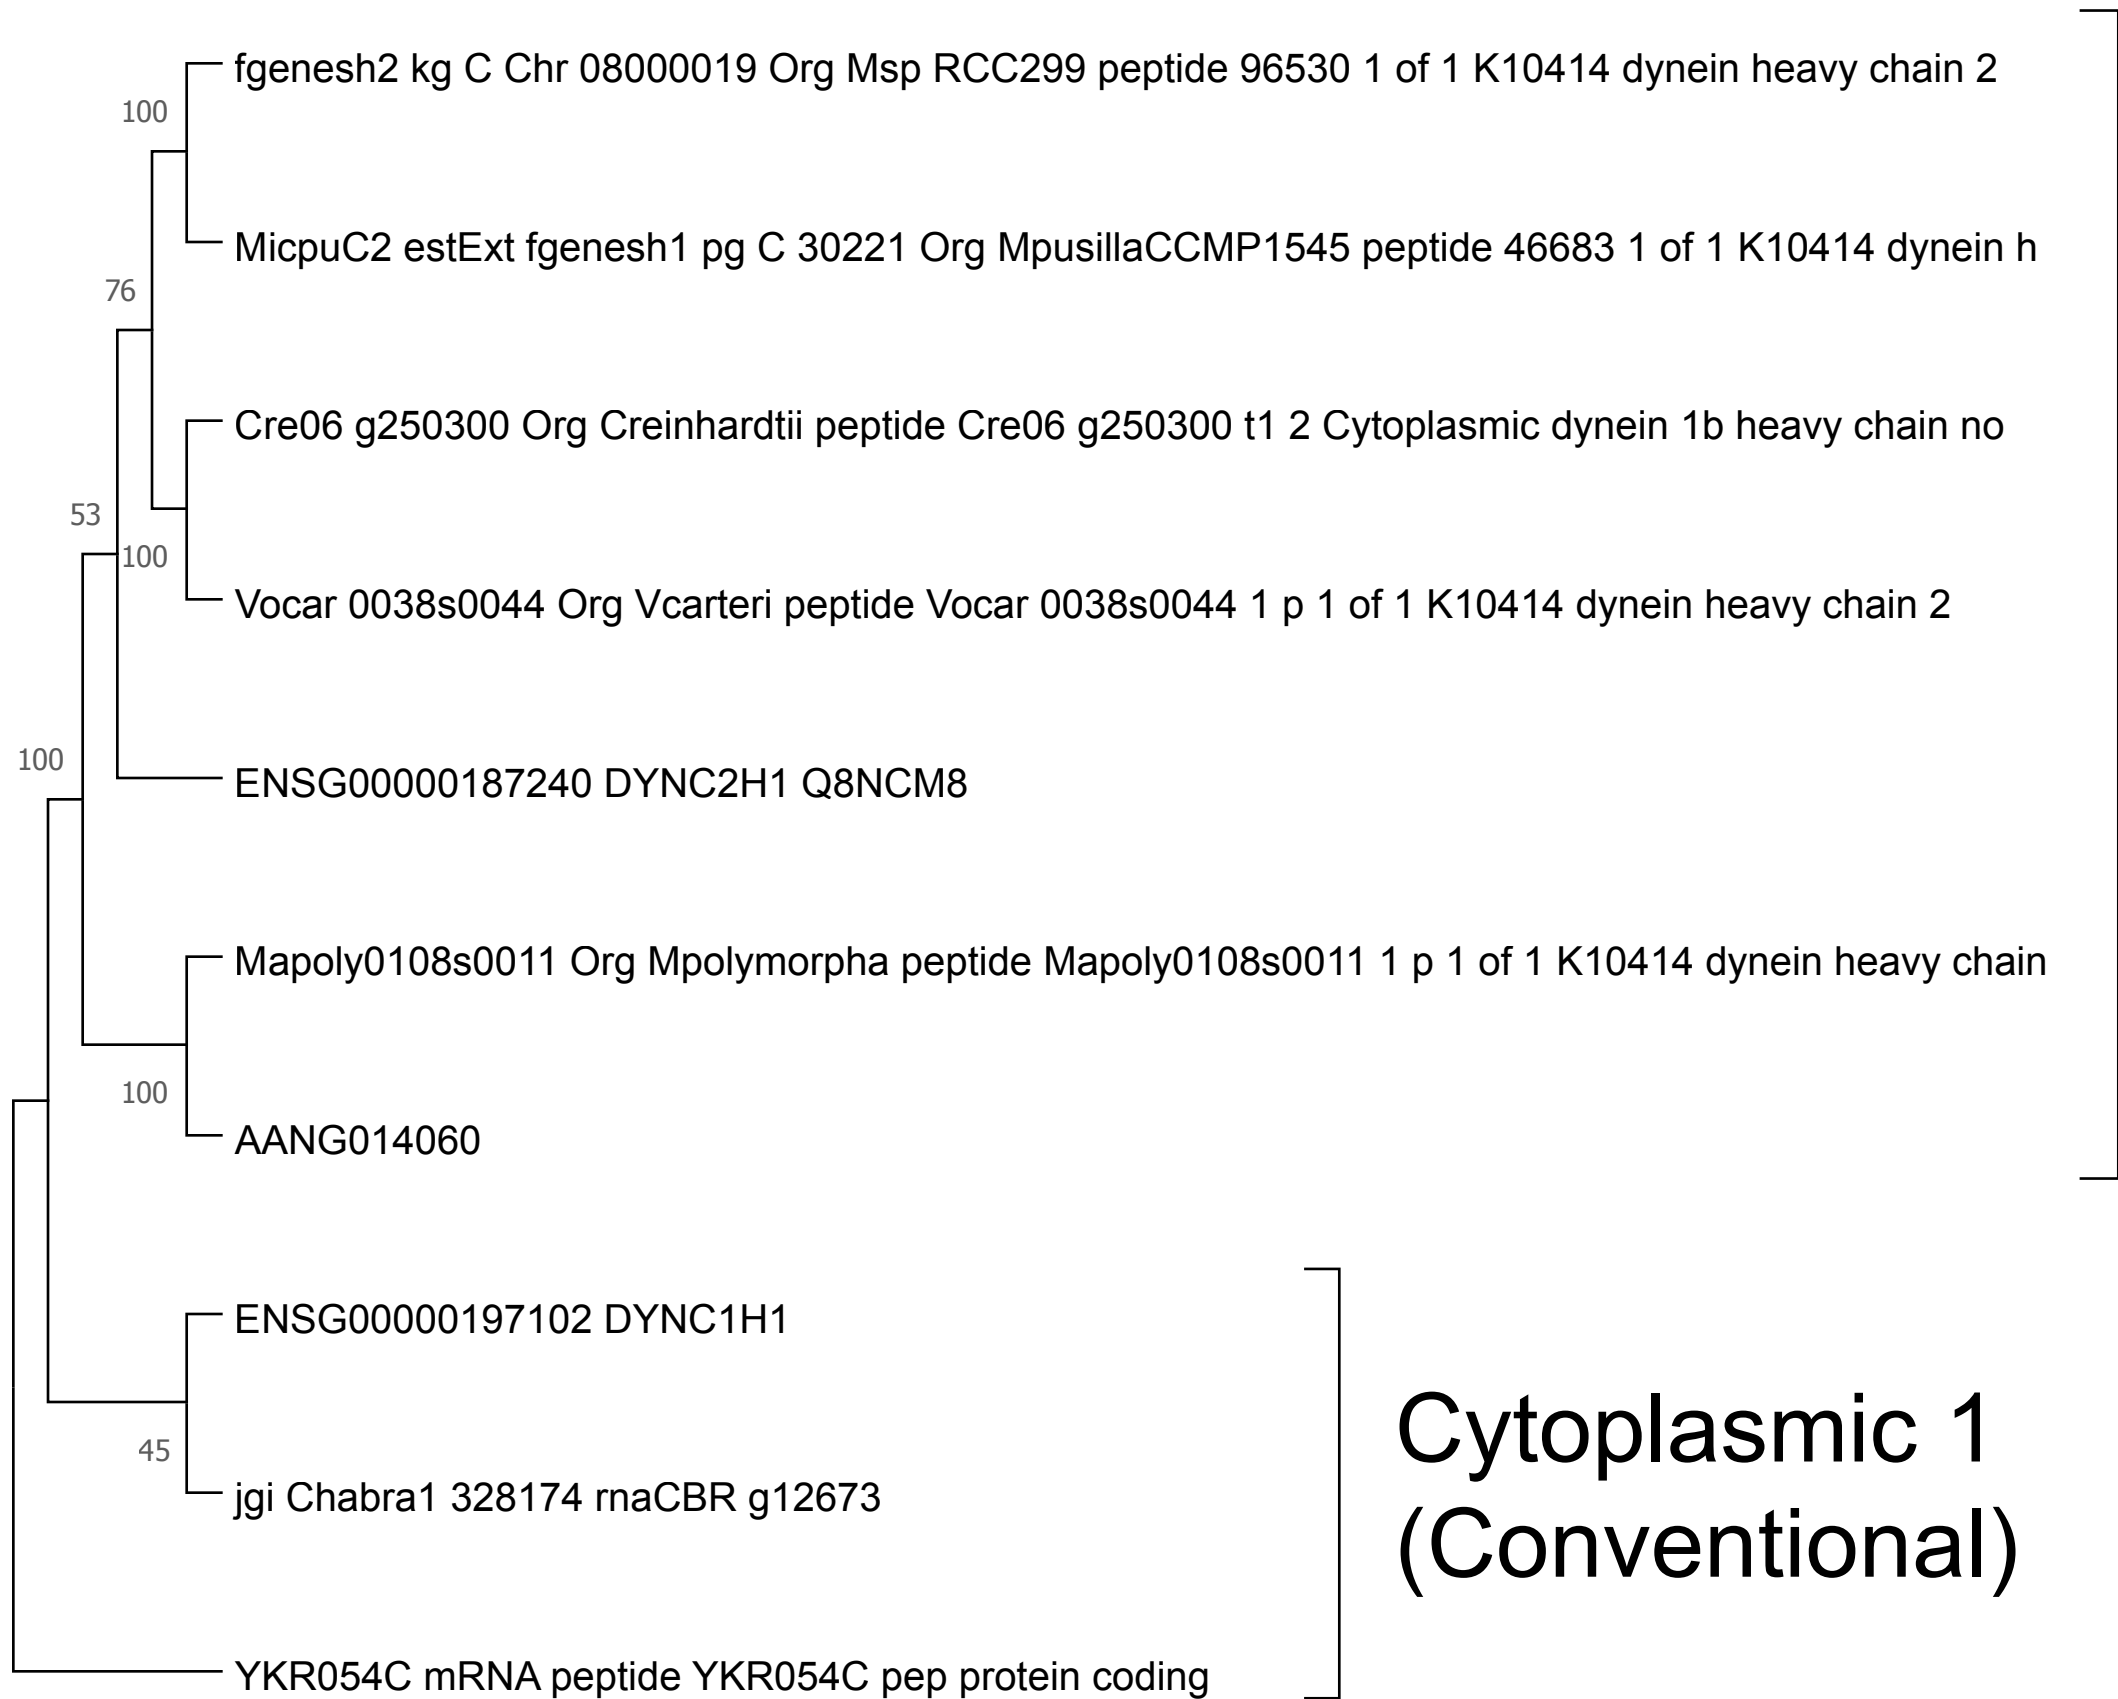 fgenesh2 kg C Chr 08000019 Org Msp RCC299 peptide 96530 1 of 1 K10414 dynein heavy chain 2
100
MicpuC2 estExt fgenesh1 pg C 30221 Org MpusillaCCMP1545 peptide 46683 1 of 1 K10414 dynein h
76
Cre06 g250300 Org Creinhardtii peptide Cre06 g250300 t1 2 Cytoplasmic dynein 1b heavy chain no
53
100
Vocar 0038s0044 Org Vcarteri peptide Vocar 0038s0044 1 p 1 of 1 K10414 dynein heavy chain 2
100
ENSG00000187240 DYNC2H1 Q8NCM8
Mapoly0108s0011 Org Mpolymorpha peptide Mapoly0108s0011 1 p 1 of 1 K10414 dynein heavy chain
100
AANG014060
ENSG00000197102 DYNC1H1
45
jgi Chabra1 328174 rnaCBR g12673
YKR054C mRNA peptide YKR054C pep protein coding
Cytoplasmic 1
(Conventional)